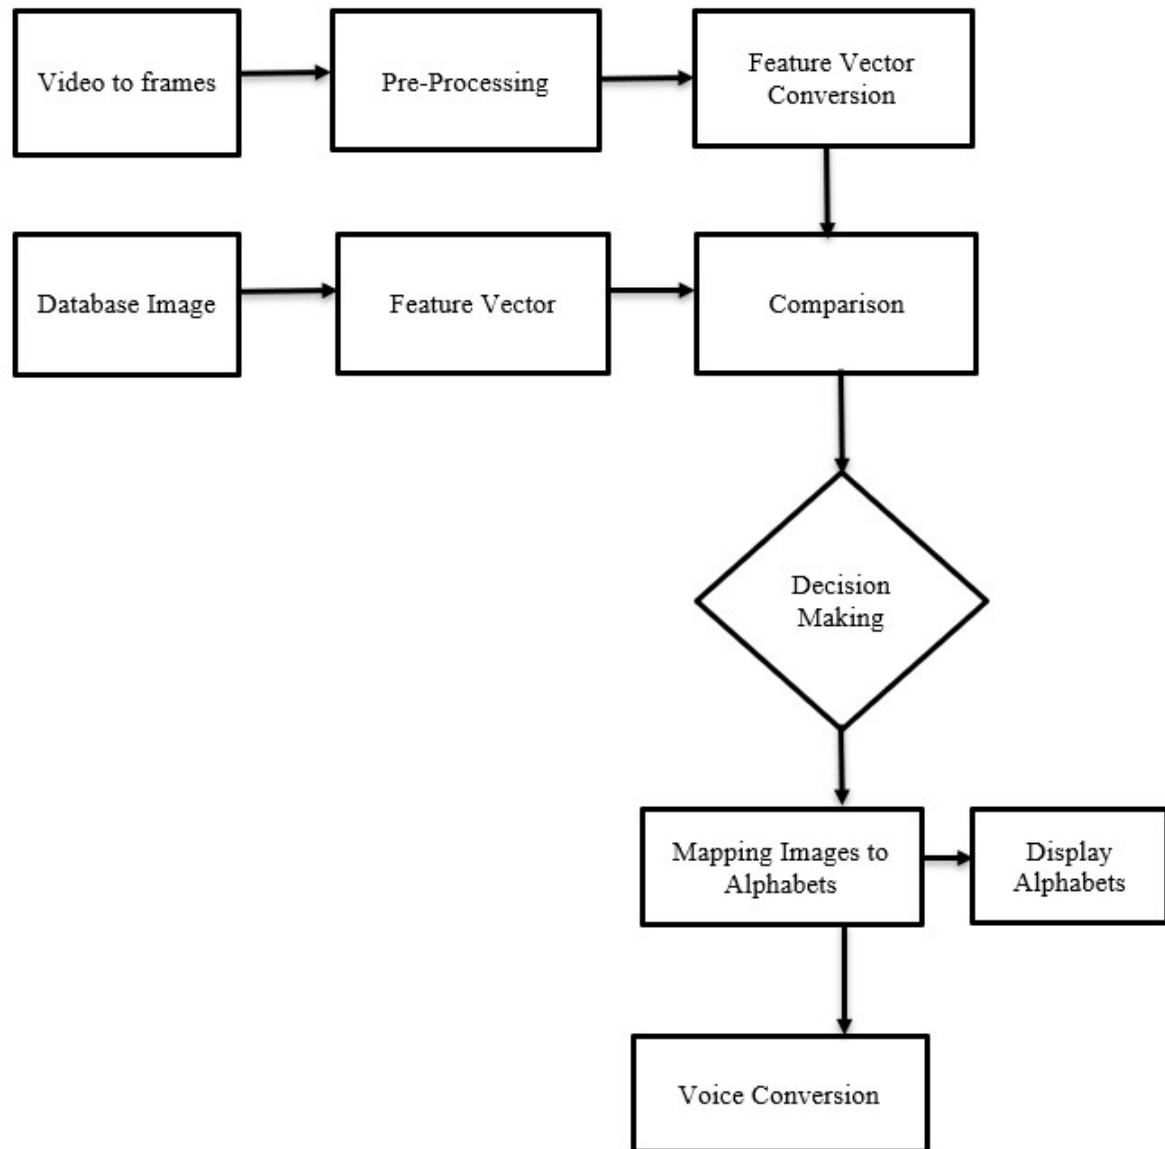 Video to frames
Pre-Processing
Feature Vector
Conversion
Database Image
Feature Vector
Comparison
Decision
Making
Mapping Images to
Alphabets
Display
Alphabets
Voice Conversion